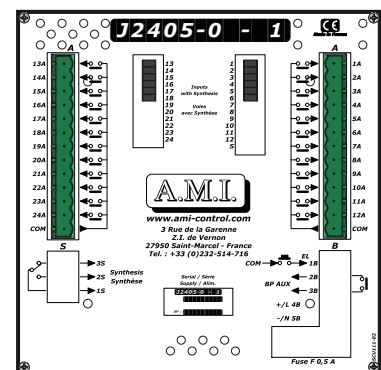 J2405-0 - 1
CE
A
A
13A
14A
15A
16A
17A
18A
19A
20A
21A
22A
23A
24A
COM
13
14
15
16
17
18
19
20
21
22
23
24
Inputs
with Synthesis
Voies
avec Synthèse
1
2
3
4
5
6
7
8
9
10
11
12
S
1A
2A
3A
4A
5A
6A
7A
8A
9A
10A
11A
12A
COM
A.M.I.
www.ami-control.com
3 Rue de la Garenne
Z.I. de Vernon
27950 Saint-Marcel - France
Tel. : +33 (0)232-514-716
S
3S
2S
1S
Synthesis
Synthèse
Serial / Série
Supply / Alim.
J2405-0 - 1
N° :
B
COM
EL
1B
2B
3B
BP AUX
+/L 4B
-/N 5B
Fuse F 0,5 A
SCU111-02